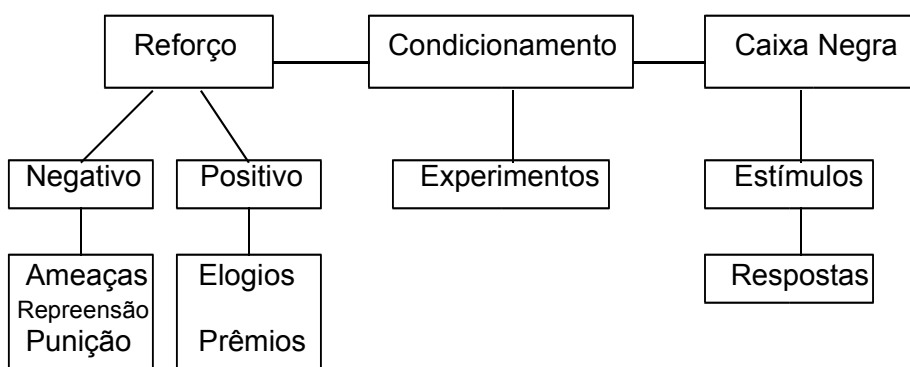 Reforço
Condicionamento
Caixa Negra
Negativo
Positivo
Experimentos
Estímulos
Ameaças
Repreensão
Punição
Elogios
Prêmios
Respostas